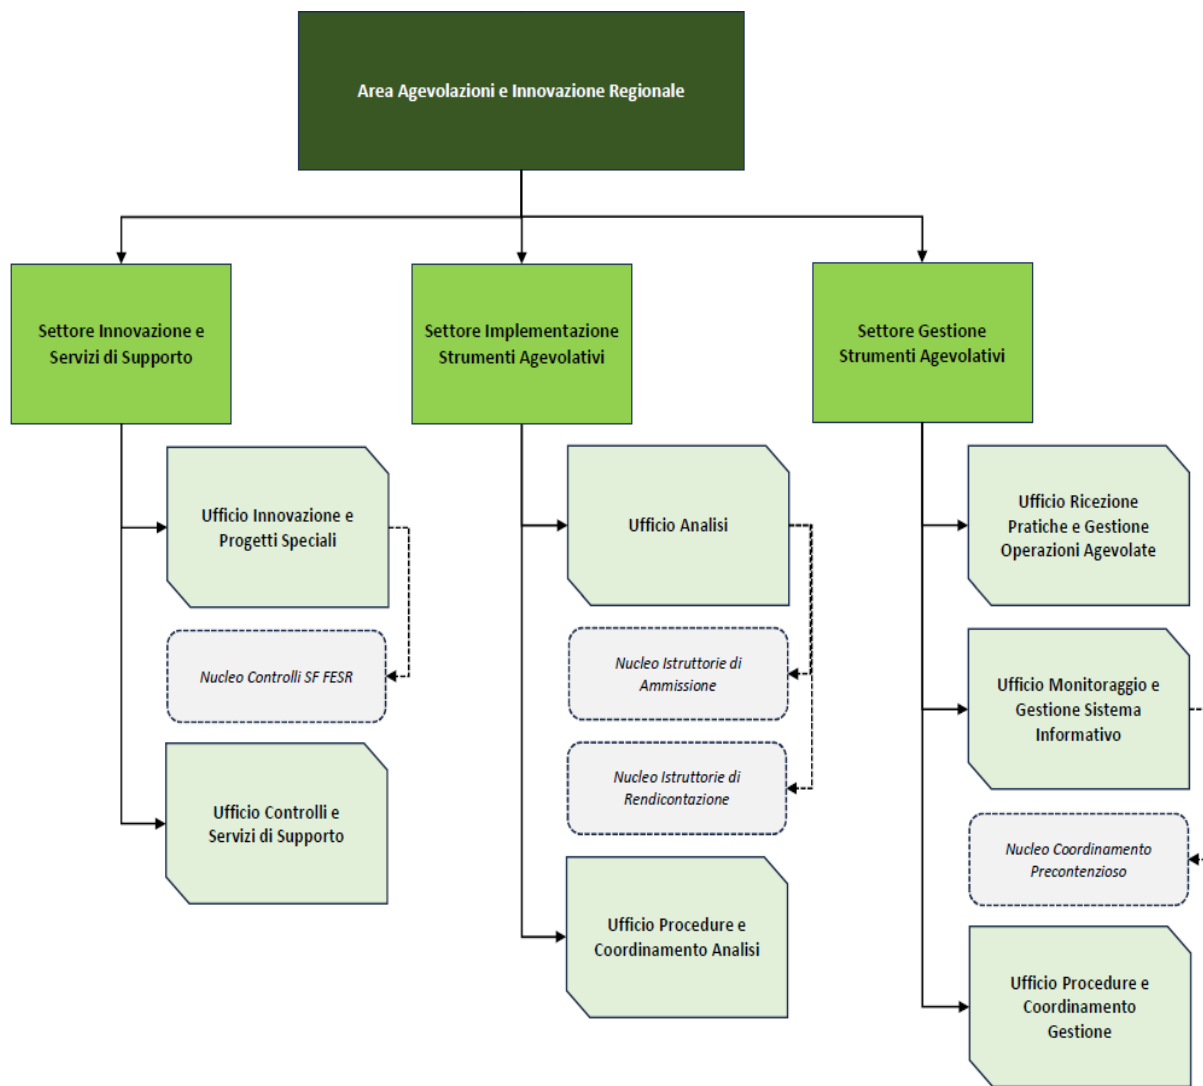 Area Agevolazioni e Innovazione Regionale
Settore Innovazione e
Servizi di Supporto
Settore Implementazione
Strumenti Agevolativi
Settore Gestione
Strumenti Agevolativi
Ufficio Innovazione e
Progetti Speciali
Nucleo Controlli SF FESR
Ufficio Controlli e
Servizi di Supporto
Ufficio Analisi
Nucleo Istruttorie di
Ammissione
Nucleo Istruttorie di
Rendicontazione
Ufficio Procedure e
Coordinamento Analisi
Ufficio Ricezione
Pratiche e Gestione
Operazioni Agevolate
Ufficio Monitoraggio e
Gestione Sistema
Informativo
Nucleo Coordinamento
Precontenzioso
Ufficio Procedure e
Coordinamento
Gestione